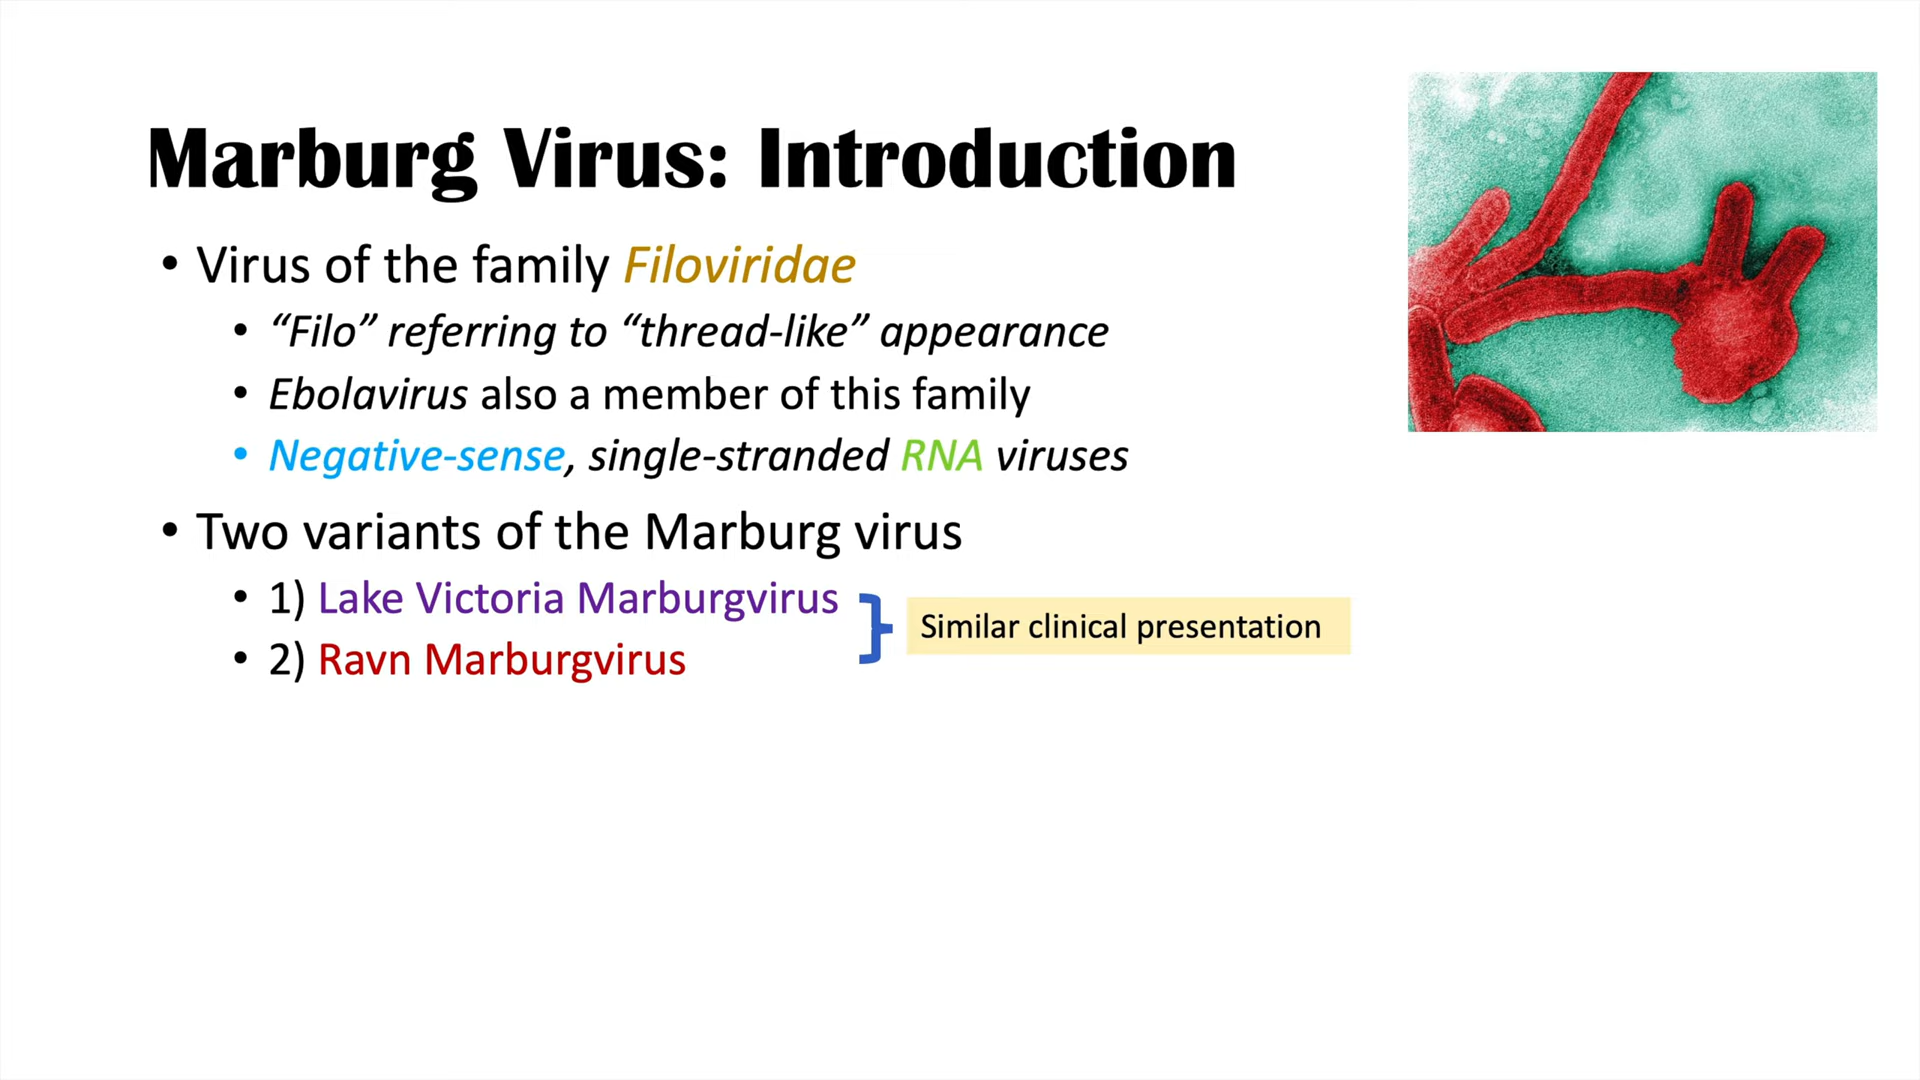 Marburg Virus: Introduction
• Virus of the family Filoviridae
• “Filo” referring to “thread-like” appearance
• Ebolavirus also a member of this family
• Negative-sense, single-stranded RNA viruses
• Two variants of the Marburg virus
• 1) Lake Victoria Marburgvirus
• 2) Ravn Marburgvirus
Similar clinical presentation